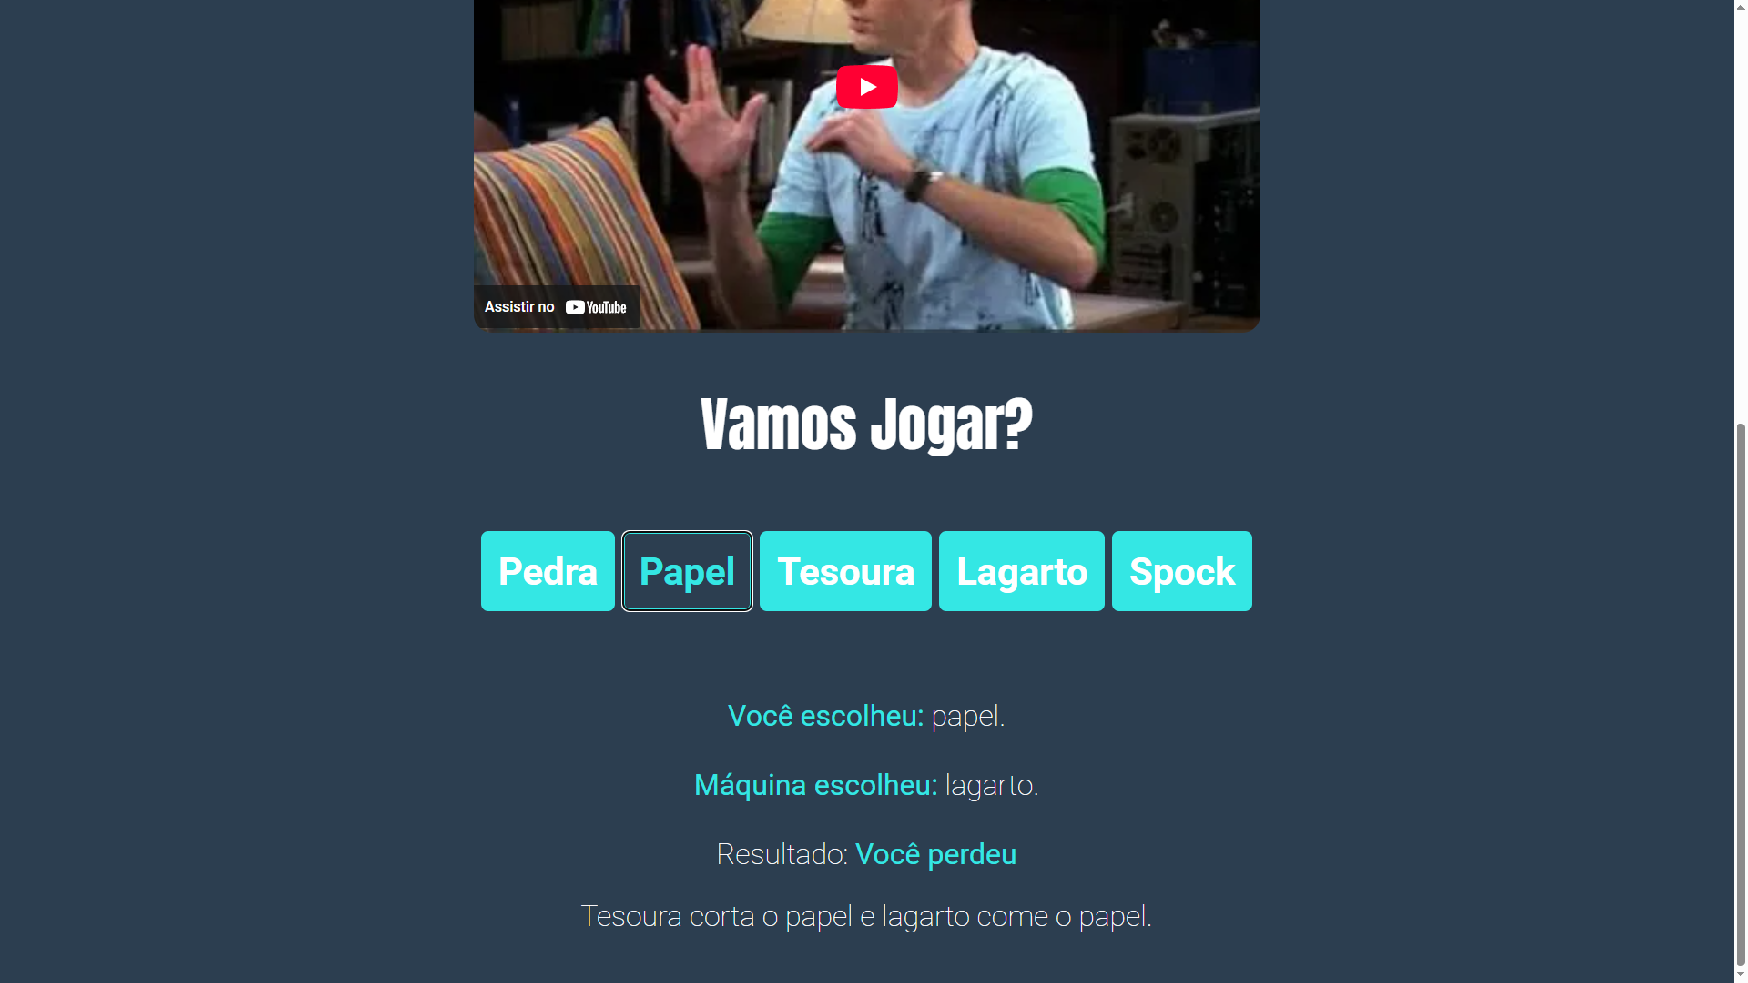 Assistir no YouTube
Vamos Jogar?
Pedra Papel Tesoura Lagarto Spock
Você escolheu: papel.
Máquina escolheu: lagarto.
Resultado: Você perdeu
Tesoura corta o papel e lagarto come o papel.